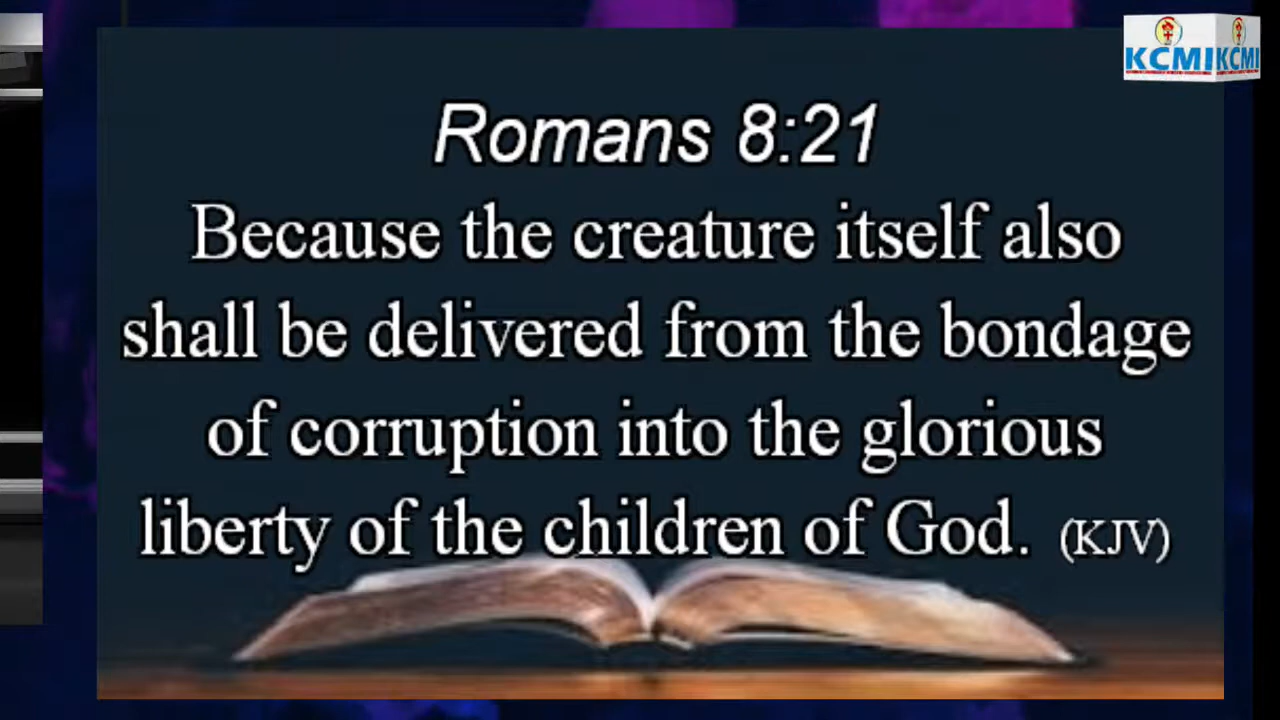 KCMI KCMI
Romans 8:21
Because the creature itself also
shall be delivered from the bondage
of corruption into the glorious
liberty of the children of God. (KJV)